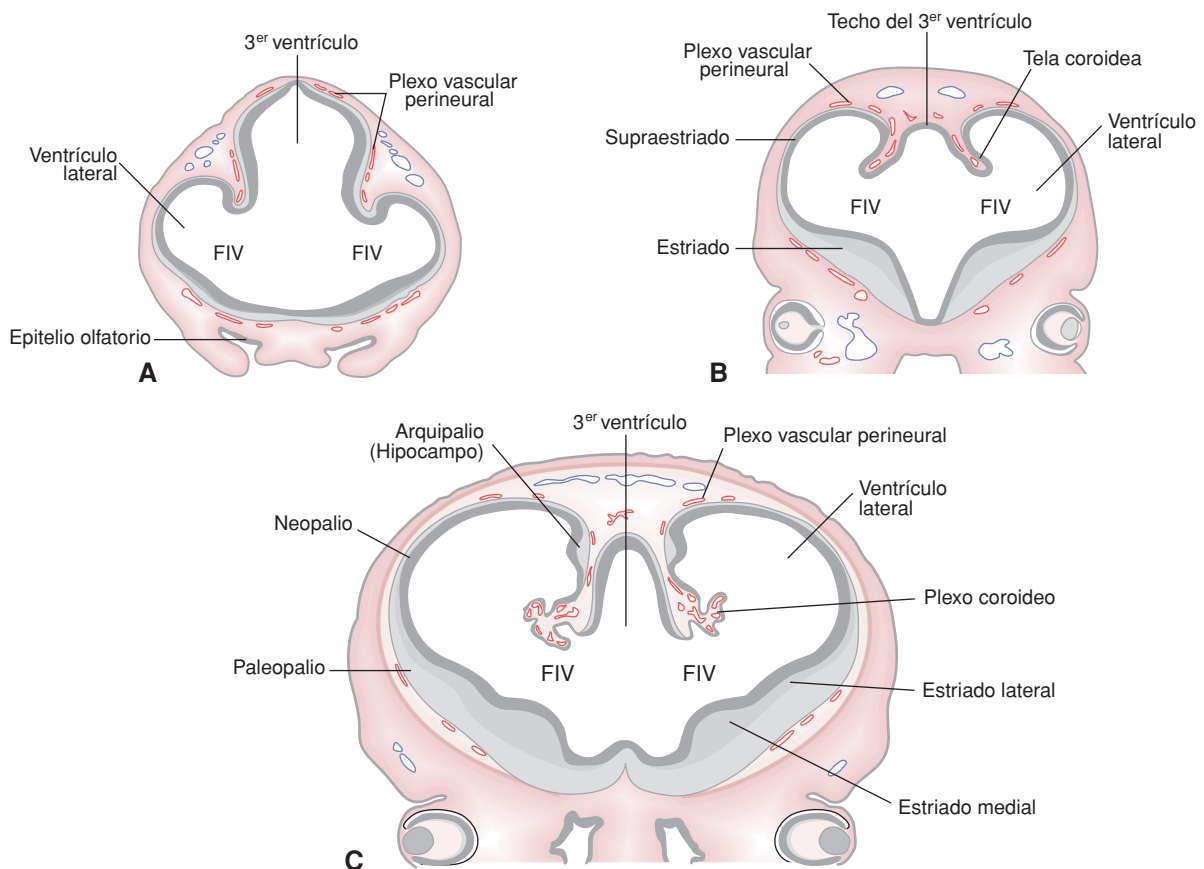 3er ventrículo
Plexo vascular
perineural
Ventrículo
lateral
FIV
FIV
Epitelio olfatorio
A
Techo del 3er ventrículo
Plexo vascular
perineural
Tela coroidea
Supraestriado
Ventrículo
lateral
FIV
FIV
Estriado
B
3er ventrículo
Arquipalio
(Hipocampo)
Plexo vascular perineural
Ventrículo
lateral
Neopalio
Plexo coroideo
Paleopalio
FIV
FIV
Estriado lateral
Estriado medial
C